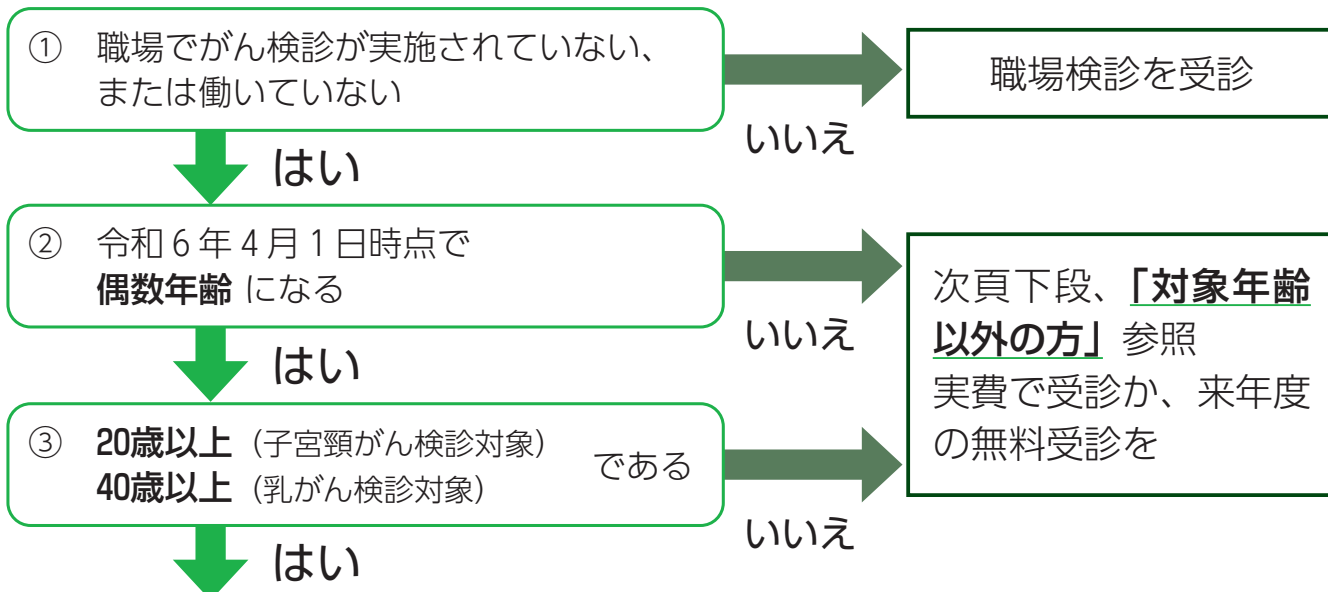 ① 職場でがん検診が実施されていない、
または働いていない
職場検診を受診
いいえ
はい
② 令和6年4月1日時点で
偶数年齢 になる
いいえ
はい
次頁下段、「対象年齢
以外の方」参照
実費で受診か、来年度
の無料受診を
③ 20歳以上（子宮頸がん検診対象）
40歳以上（乳がん検診対象）
である
いいえ
はい